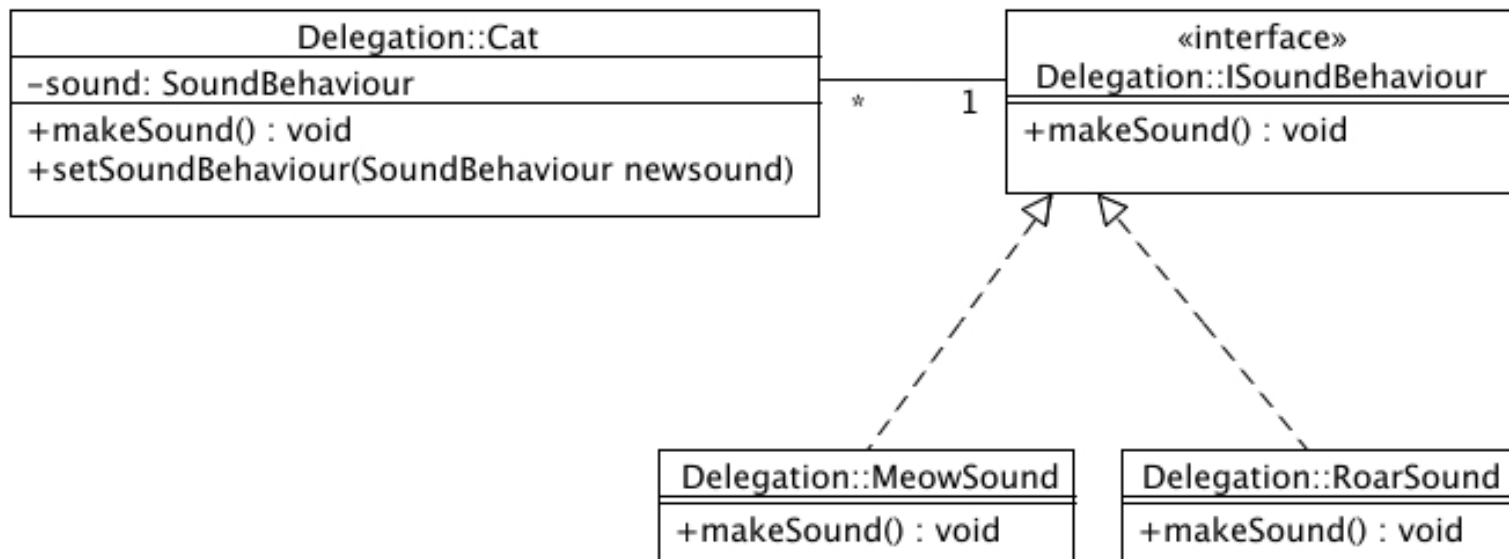 Delegation::Cat
-sound: SoundBehaviour
+makeSound() : void
+setSoundBehaviour(SoundBehaviour newsound)
*
1
«interface»
Delegation::ISoundBehaviour
+makeSound() : void
Delegation::MeowSound
+makeSound() : void
Delegation::RoarSound
+makeSound() : void